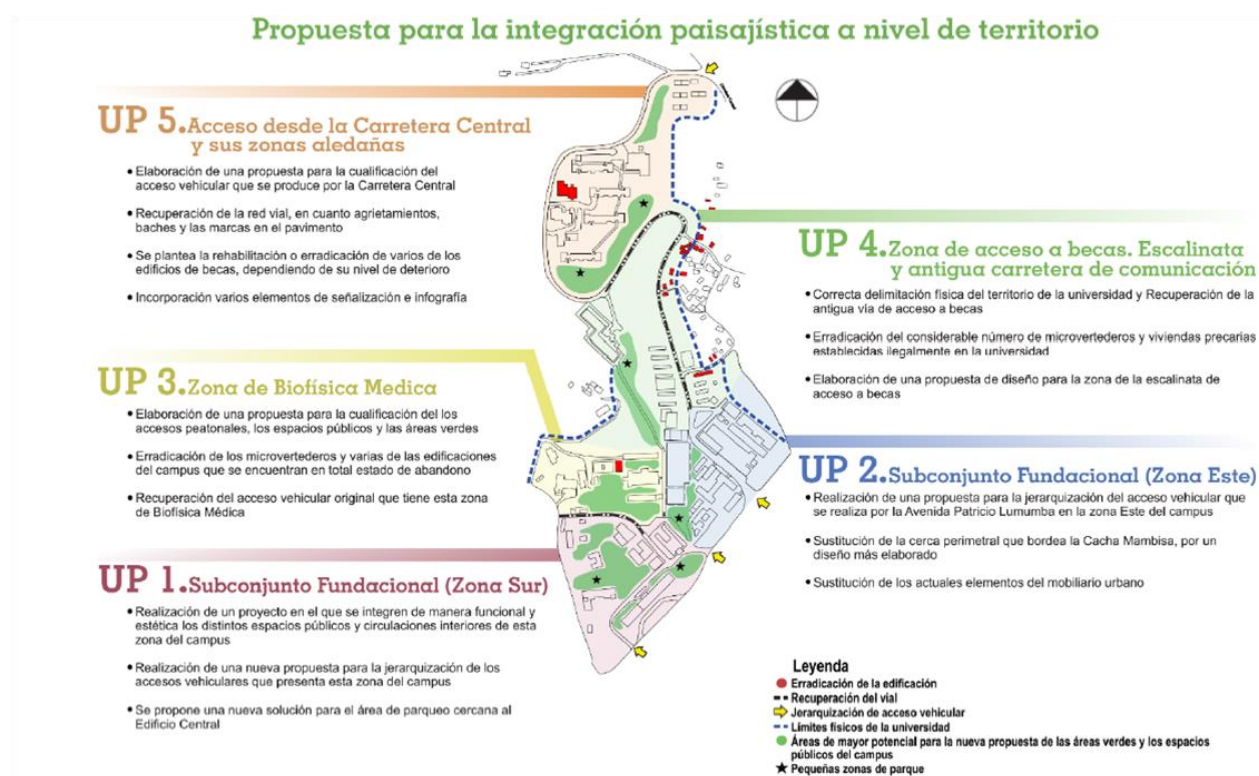 Propuesta para la integración paisajística a nivel de territorio
UP 5. Acceso desde la Carretera Central
y sus zonas aledañas
• Elaboración de una propuesta para la cualificación del
acceso vehicular que se produce por la Carretera Central
• Recuperación de la red vial, en cuanto agrietamientos,
baches y las marcas en el pavimento
• Se plantea la rehabilitación o erradicación de varios de los
edificios de becas, dependiendo de su nivel de deterioro
• Incorporación varios elementos de señalización e infografía
UP 4. Zona de acceso a becas. Escalinata
y antigua carretera de comunicación
• Correcta delimitación física del territorio de la universidad y Recuperación de la
antigua vía de acceso a becas
• Erradicación del considerable número de microvertederos y viviendas precarias
establecidas ilegalmente en la universidad
• Elaboración de una propuesta de diseño para la zona de la escalinata de
acceso a becas
UP 3. Zona de Biofísica Medica
• Elaboración de una propuesta para la cualificación del los
accesos peatonales, los espacios públicos y las áreas verdes
• Erradicación de los microvertederos y varias de las edificaciones
del campus que se encuentran en total estado de abandono
• Recuperación del acceso vehicular original que tiene esta zona
de Biofísica Médica
UP 2. Subconjunto Fundacional (Zona Este)
• Realización de una propuesta para la jerarquización del acceso vehicular que
se realiza por la Avenida Patricio Lumumba en la zona Este del campus
• Sustitución de la cerca perimetral que bordea la Cacha Mambisa, por un
diseño más elaborado
• Sustitución de los actuales elementos del mobiliario urbano
UP 1. Subconjunto Fundacional (Zona Sur)
• Realización de un proyecto en el que se integren de manera funcional y
estética los distintos espacios públicos y circulaciones interiores de esta
zona del campus
• Realización de una nueva propuesta para la jerarquización de los
accesos vehiculares que presenta esta zona del campus
• Se propone una nueva solución para el área de parqueo cercana al
Edificio Central
Leyenda
Erradicación de la edificación
Recuperación del vial
Jerarquización de acceso vehicular
Límites físicos de la universidad
Áreas de mayor potencial para la nueva propuesta de las áreas verdes y los espacios
públicos del campus
Pequeñas zonas de parque